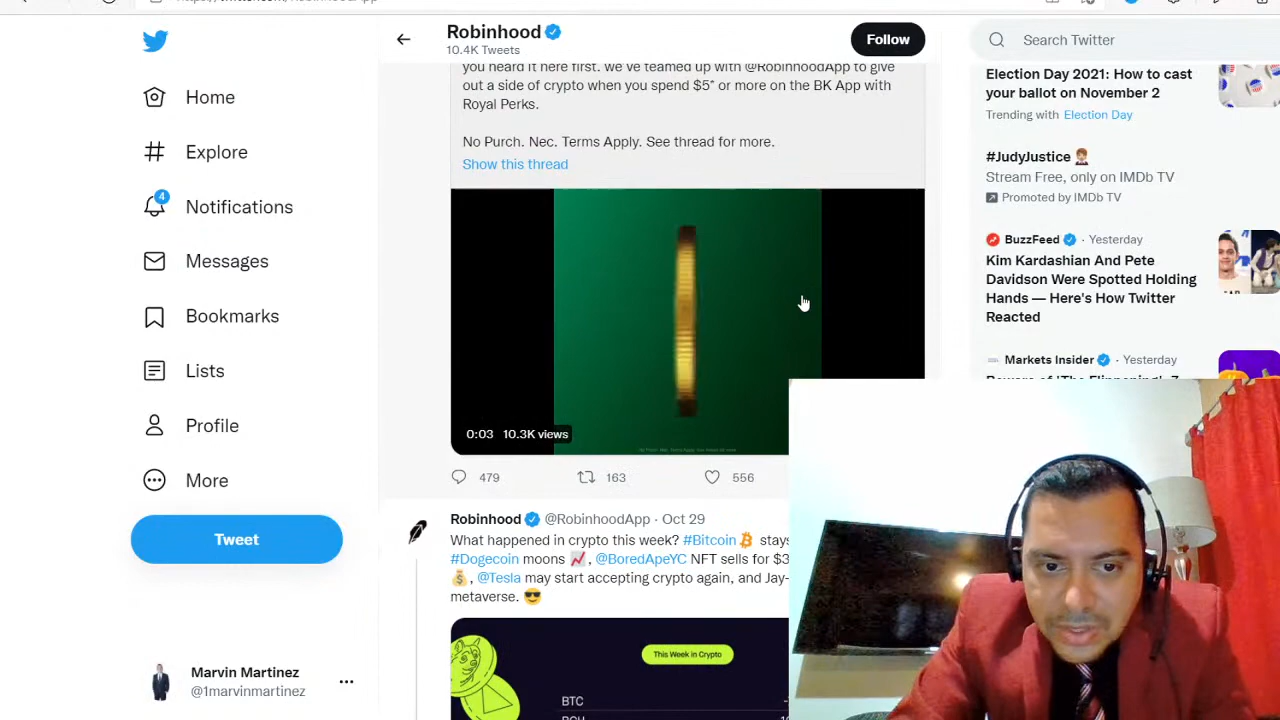 Robinhood
10.4K Tweets
Follow
Search Twitter
Home
Explore
4
Notifications
Messages
Bookmarks
Lists
Profile
More
Tweet
Marvin Martinez
@1marvinmartinez
you heard it here first. we've teamed up with @RobinhoodApp to give
out a side of crypto when you spend $5* or more on the BK App with
Royal Perks.
No Purch. Nec. Terms Apply. See thread for more.
Show this thread
0:03 10.3K views
479 163 556
Robinhood @RobinhoodApp · Oct 29
What happened in crypto this week? #Bitcoin stays
#Dogecoin moons , @BoredApeYC NFT sells for $3
@Tesla may start accepting crypto again, and Jay-
metaverse.
This Week in Crypto
BTC
Election Day 2021: How to cast
your ballot on November 2
Trending with Election Day
#JudyJustice
Stream Free, only on IMDb TV
Promoted by IMDb TV
BuzzFeed · Yesterday
Kim Kardashian And Pete
Davidson Were Spotted Holding
Hands — Here's How Twitter
Reacted
Markets Insider · Yesterday